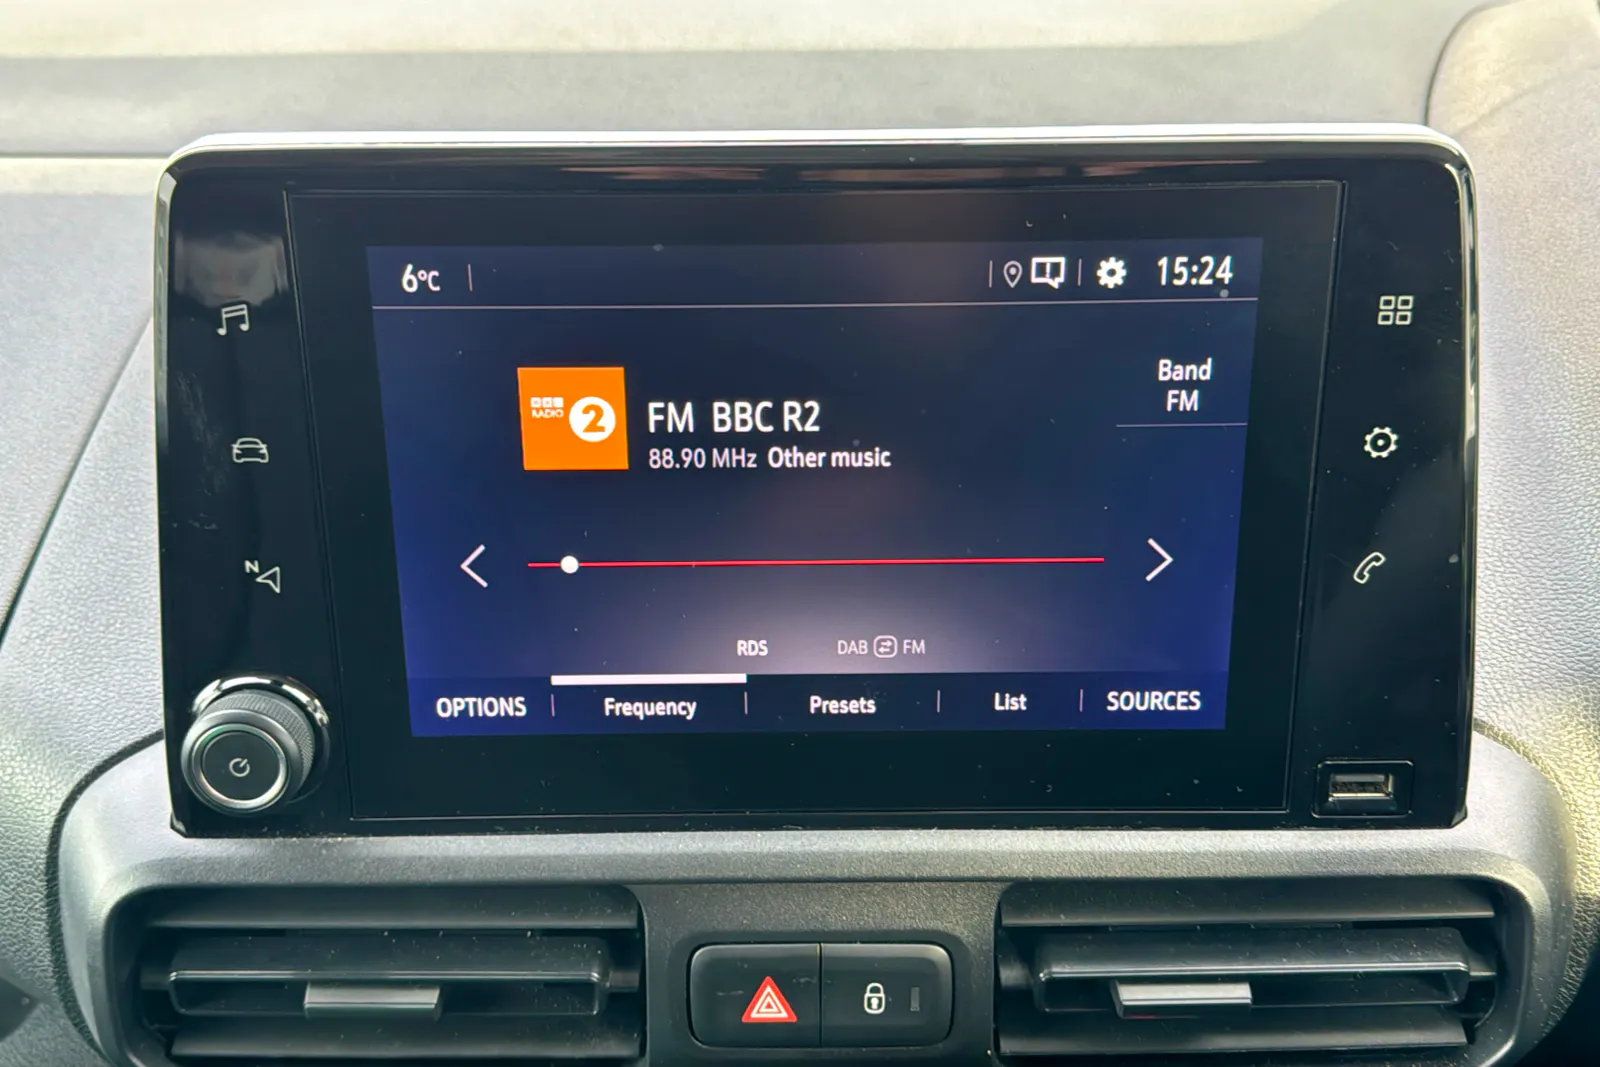 6°C
15:24
Band
FM
BBC
RADIO 2
FM BBC R2
88.90 MHz Other music
N
RDS
DAB FM
OPTIONS
Frequency
Presets
List
SOURCES